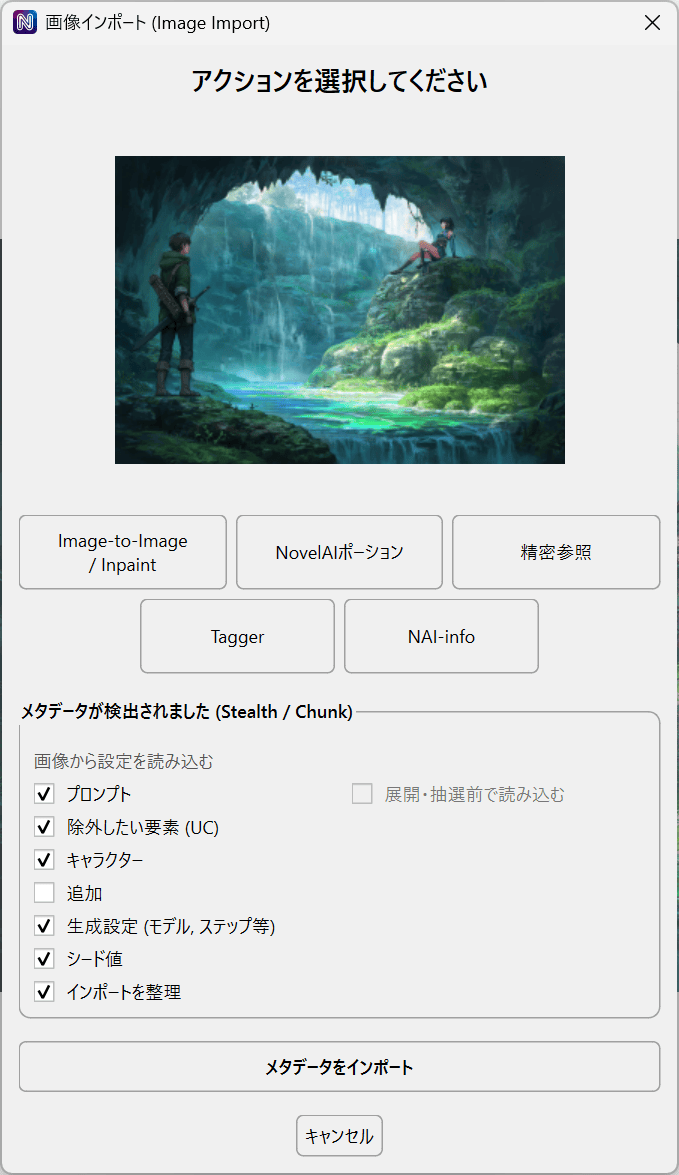 画像インポート (Image Import)
アクションを選択してください
Image-to-Image
/ Inpaint
NovelAIポーション
精密参照
Tagger
NAI-info
メタデータが検出されました (Stealth / Chunk)
画像から設定を読み込む
プロンプト
展開・抽選前で読み込む
除外したい要素 (UC)
キャラクター
追加
生成設定 (モデル, ステップ等)
シード値
インポートを整理
メタデータをインポート
キャンセル